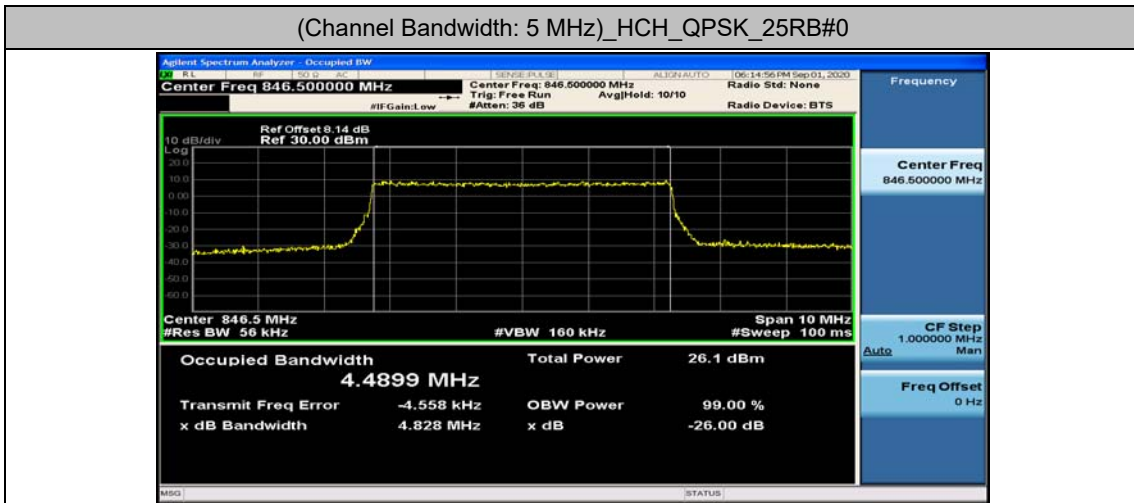 (Channel Bandwidth: 5 MHz)_HCH_QPSK_25RB#0
Agilent Spectrum Analyzer - Occupied BW
LXI RL RF 50 Ω AC SENSE:PULSE ALIGNAUTO 06:14:56 PM Sep 01, 2020
Center Freq 846.500000 MHz
Center Freq: 846.500000 MHz
Radio Std: None
Trig: Free Run Avg|Hold: 10/10
#IFGain:Low #Atten: 36 dB Radio Device: BTS
Ref Offset 8.14 dB
10 dB/div Ref 30.00 dBm
Log
20.0
10.0
0.00
-10.0
-20.0
-30.0
-40.0
-50.0
-60.0
Center 846.5 MHz Span 10 MHz
#Res BW 56 kHz #VBW 160 kHz #Sweep 100 ms
Occupied Bandwidth Total Power 26.1 dBm
4.4899 MHz
Transmit Freq Error -4.558 kHz OBW Power 99.00 %
x dB Bandwidth 4.828 MHz x dB -26.00 dB
MSG STATUS
Frequency
Center Freq
846.500000 MHz
CF Step
1.000000 MHz
Auto Man
Freq Offset
0 Hz